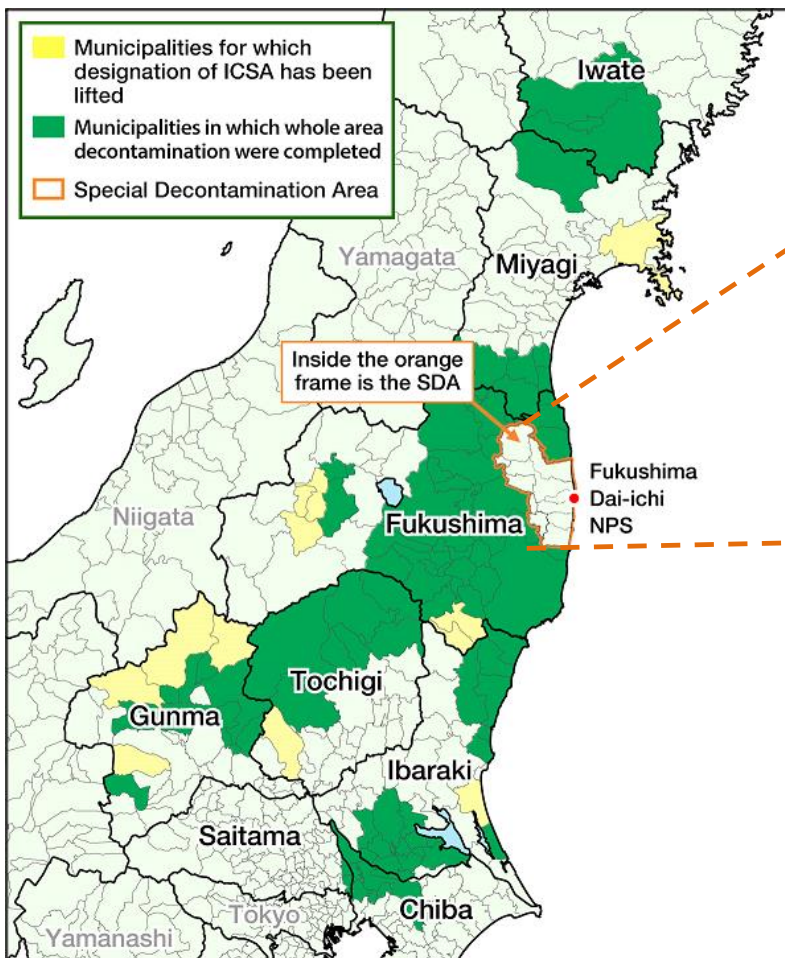 Municipalities for which
designation of ICSA has been
lifted
Municipalities in which whole area
decontamination were completed
Special Decontamination Area
Iwate
Yamagata
Miyagi
Inside the orange
frame is the SDA
Fukushima
Dai-ichi
NPS
Niigata
Fukushima
Tochigi
Gunma
Ibaraki
Saitama
Chiba
Tokyo
Yamanashi